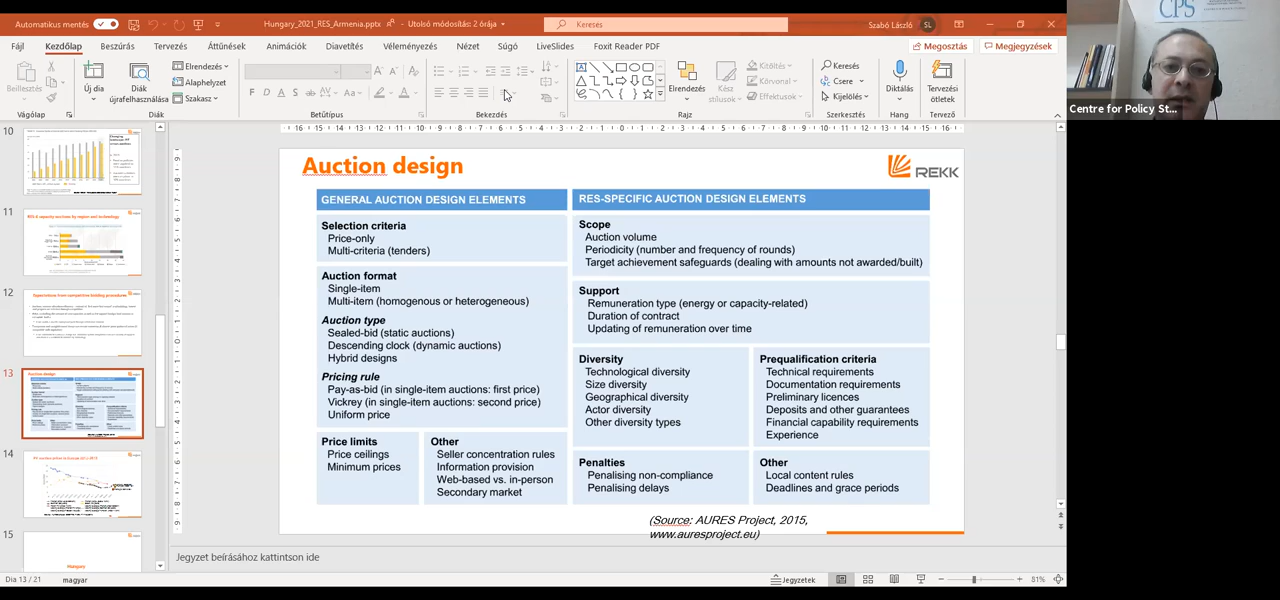 Automatikus mentés
Hungary_2021_RES_Armenia.pptx
Utolsó módosítás: 2 órája
Keresés
Szabó László
SL
Fájl
Kezdőlap
Beszúrás
Tervezés
Áttűnések
Animációk
Diavetítés
Véleményezés
Nézet
Súgó
LiveSlides
Foxit Reader PDF
Megosztás
Megjegyzések
Beillesztés
Új dia
Diák újrafelhasználása
Elrendezés
Alaphelyzet
Szakasz
F D A S ab AV Aa
Elrendezés
Kész stílusok
Kitöltés
Körvonal
Effektusok
Keresés
Csere
Kijelölés
Diktálás
Tervezési ötletek
Vágólap
Diák
Betűtípus
Bekezdés
Rajz
Szerkesztés
Hang
Tervező
CPS
Centre for Policy St...
10
11
12
13
14
15
Auction design
REKK
GENERAL AUCTION DESIGN ELEMENTS
Selection criteria
Price-only
Multi-criteria (tenders)
Auction format
Single-item
Multi-item (homogenous or heterogeneous)
Auction type
Sealed-bid (static auctions)
Descending clock (dynamic auctions)
Hybrid designs
Pricing rule
Pay-as-bid (in single-item auctions: first price)
Vickrey (in single-item auctions: second price)
Uniform price
Price limits
Price ceilings
Minimum prices
Other
Seller concentration rules
Information provision
Web-based vs. in-person
Secondary market
RES-SPECIFIC AUCTION DESIGN ELEMENTS
Scope
Auction volume
Periodicity (number and frequency of rounds)
Target achievement safeguards (dealing with amounts not awarded/built)
Support
Remuneration type (energy or capacity-related)
Duration of contract
Updating of remuneration over time
Diversity
Technological diversity
Size diversity
Geographical diversity
Actor diversity
Other diversity types
Prequalification criteria
Technical requirements
Documentation requirements
Preliminary licences
Deposits and other guarantees
Financial capability requirements
Experience
Penalties
Penalising non-compliance
Penalising delays
Other
Local content rules
Deadlines and grace periods
(Source: AURES Project, 2015,
www.auresproject.eu)
Jegyzet beírásához kattintson ide
Dia 13 / 21
magyar
Jegyzetek
81%